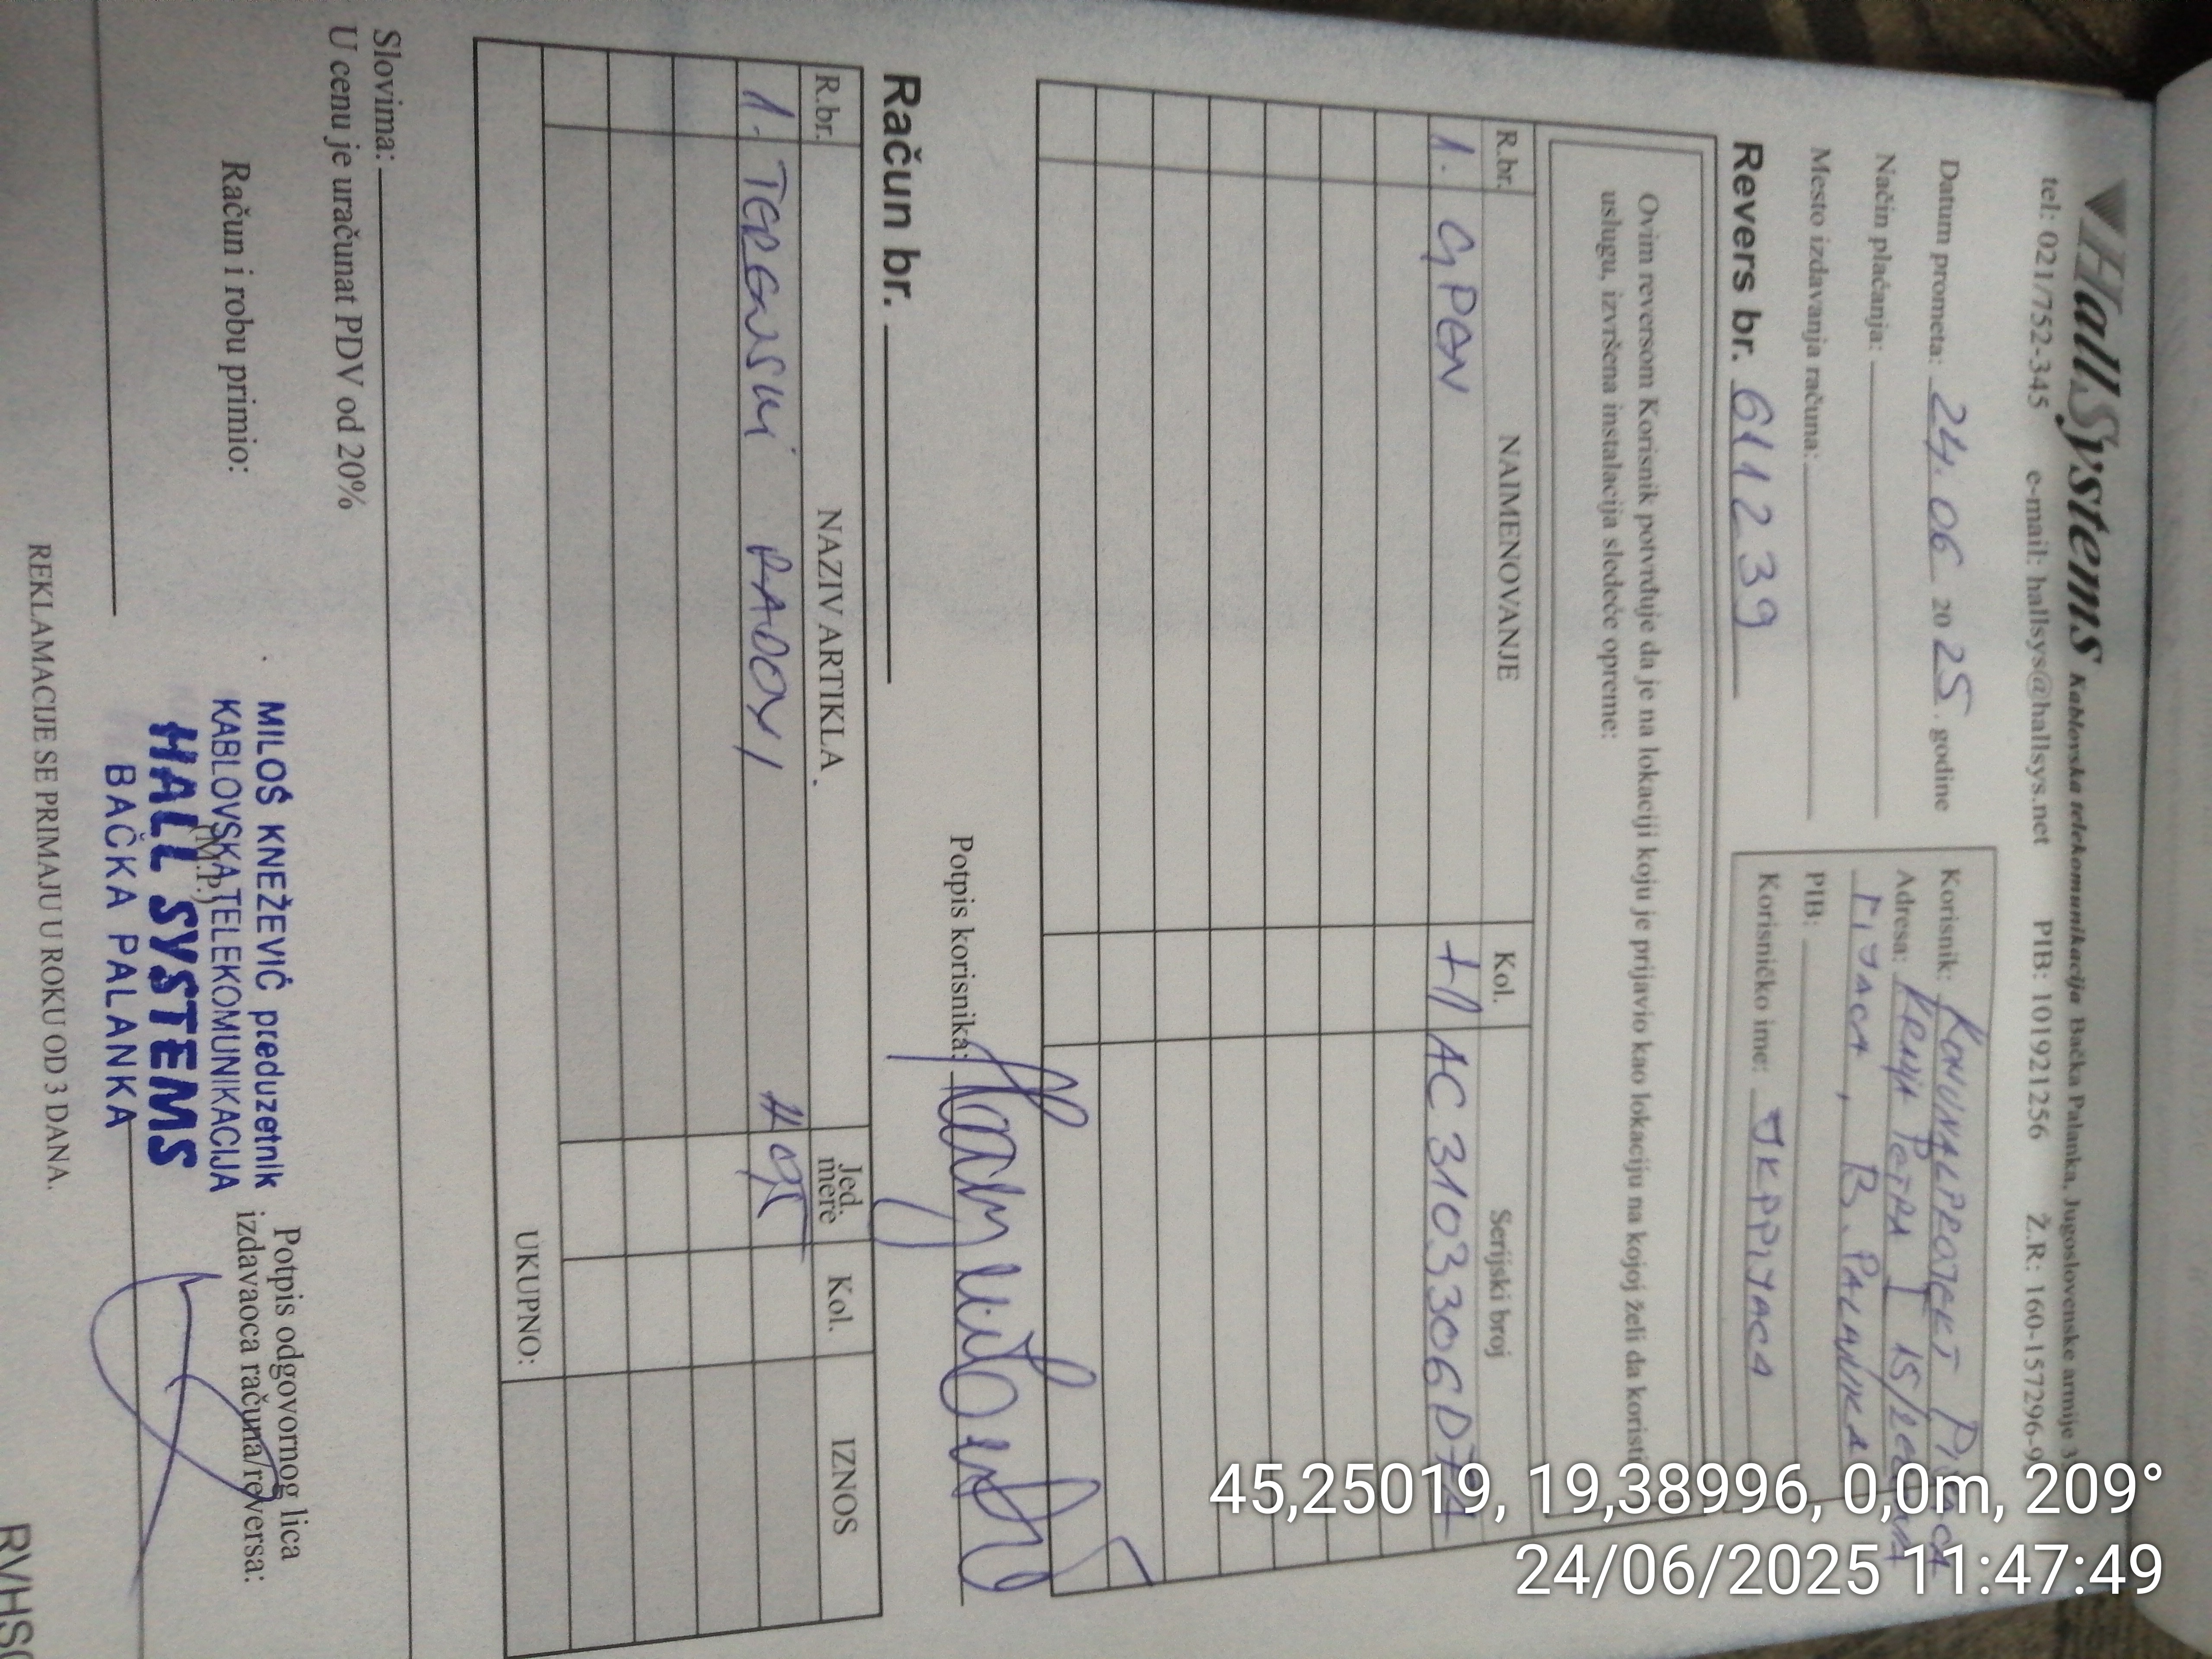 HallSystems Kablovska telekomunikacija Bačka Palanka, Jugoslovenske armije 3
tel: 021/752-345 e-mail: hallsys@hallsys.net PIB: 101921256 Ž.R: 160-157296-9
Datum prometa: 24.06 2025. godine
Način plaćanja:
Mesto izdavanja računa:
Korisnik: KOMUNALPROJEKT PIJACA
Adresa: KRALJA PETRA I 15/
PIJACA, B. PALANKA
PIB:
Korisničko ime: JKPPIJACA
Revers br. 611239
Ovim reversom Korisnik potvrđuje da je na lokaciji koju je prijavio kao lokaciju na kojoj želi da koristi
uslugu, izvršena instalacija sledeće opreme:
R.br. NAIMENOVANJE Kol. Serijski broj
1. GPON +1 AC3103306D7A
Potpis korisnika:
Račun br.
R.br. NAZIV ARTIKLA Jed. mere Kol. IZNOS
1. TERENSKI RADOVI
UKUPNO:
Slovima:
U cenu je uračunat PDV od 20%
Račun i robu primio:
MILOŠ KNEŽEVIĆ preduzetnik
KABLOVSKA TELEKOMUNIKACIJA
(M.P.)
HALL SYSTEMS
BAČKA PALANKA
Potpis odgovornog lica
izdavaoca računa/reversa:
REKLAMACIJE SE PRIMAJU U ROKU OD 3 DANA.
45,25019, 19,38996, 0,0m, 209°
24/06/2025 11:47:49